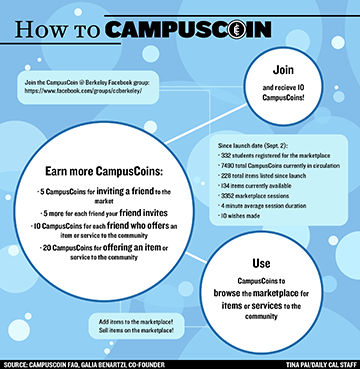 How to CAMPUSCOIN
Join the CampusCoin @ Berkeley Facebook group:
https://www.facebook.com/groups/ccberkeley/
Join
and recieve 10
CampusCoins!
Earn more CampusCoins:
• 5 CampusCoins for inviting a friend to the
market
• 5 more for each friend your friend invites
• 10 CampusCoins for each friend who offers an
item or service to the community
• 20 CampusCoins for offering an item or
service to the community
Since launch date (Sept. 2):
• 332 students registered for the marketplace
• 7490 total CampusCoins currently in circulation
• 228 total items listed since launch
• 134 items currently available
• 3352 marketplace sessions
• 4 minute average session duration
• 10 wishes made
Use
CampusCoins to
browse the marketplace for
items or services to the
community
Add items to the marketplace!
Sell items on the marketplace!
SOURCE: CAMPUSCOIN FAQ, GALIA BENARTZI, CO-FOUNDER
TINA PAI/DAILY CAL STAFF